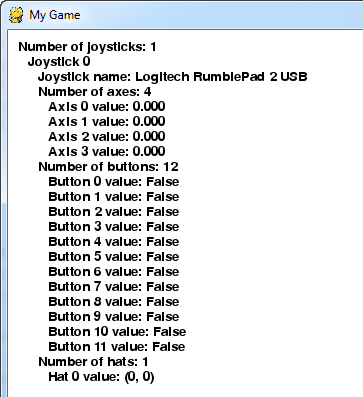 My Game
Number of joysticks: 1
Joystick 0
Joystick name: Logitech RumblePad 2 USB
Number of axes: 4
Axis 0 value: 0.000
Axis 1 value: 0.000
Axis 2 value: 0.000
Axis 3 value: 0.000
Number of buttons: 12
Button 0 value: False
Button 1 value: False
Button 2 value: False
Button 3 value: False
Button 4 value: False
Button 5 value: False
Button 6 value: False
Button 7 value: False
Button 8 value: False
Button 9 value: False
Button 10 value: False
Button 11 value: False
Number of hats: 1
Hat 0 value: (0, 0)